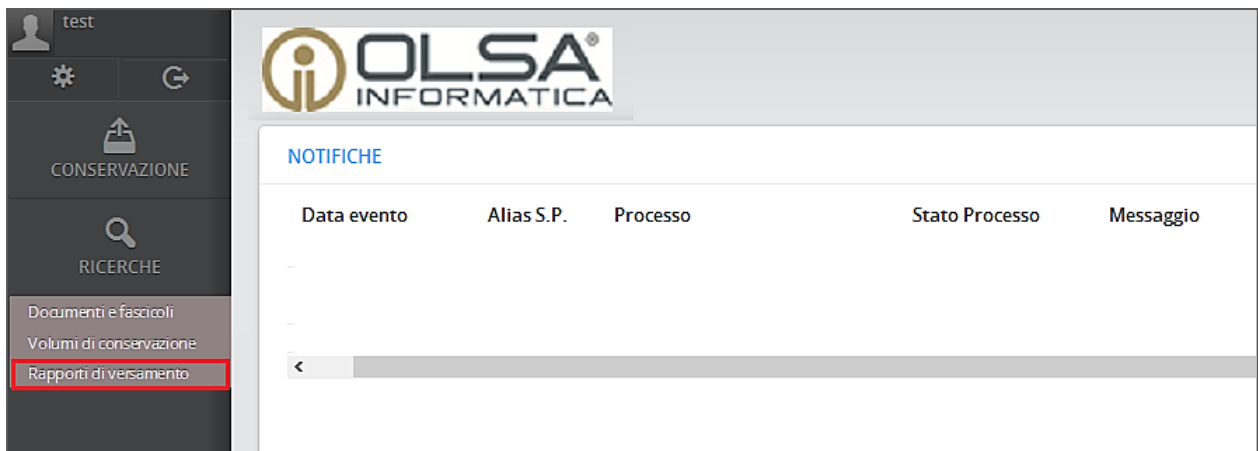 test
CONSERVAZIONE
RICERCHE
Documenti e fascicoli
Volumi di conservazione
Rapporti di versamento
OLSA®
INFORMATICA
NOTIFICHE
Data evento Alias S.P. Processo Stato Processo Messaggio